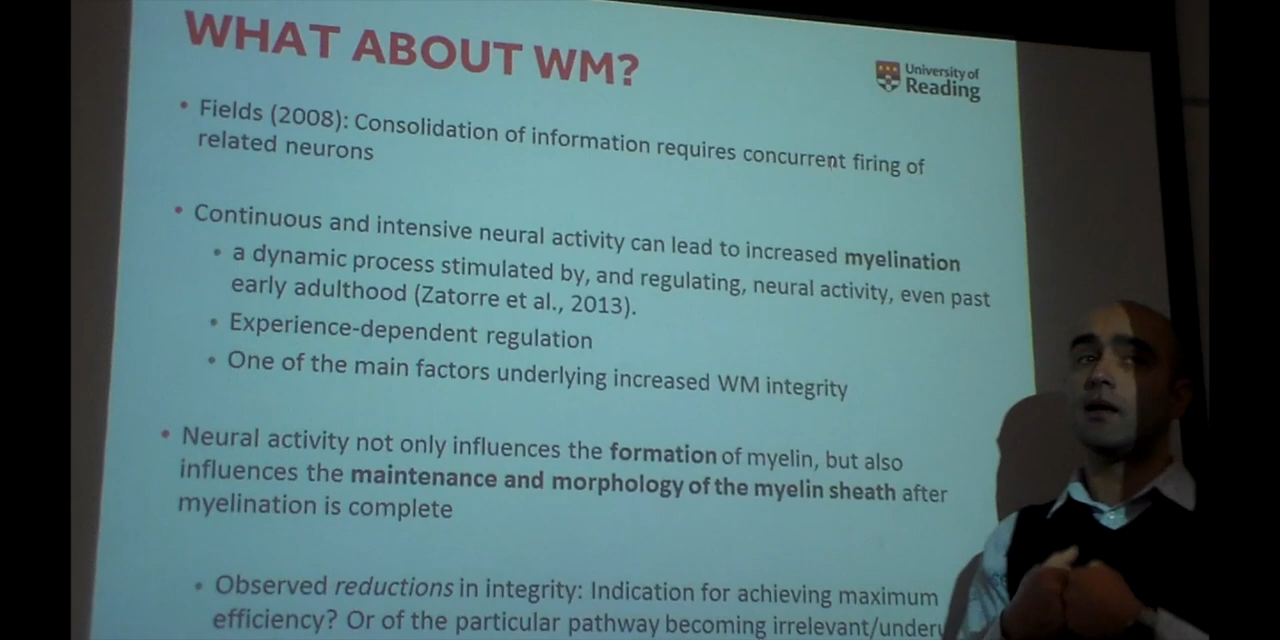 WHAT ABOUT WM?
University of
Reading
• Fields (2008): Consolidation of information requires concurrent firing of
related neurons
• Continuous and intensive neural activity can lead to increased myelination
• a dynamic process stimulated by, and regulating, neural activity, even past
early adulthood (Zatorre et al., 2013).
• Experience-dependent regulation
• One of the main factors underlying increased WM integrity
• Neural activity not only influences the formation of myelin, but also
influences the maintenance and morphology of the myelin sheath after
myelination is complete
• Observed reductions in integrity: Indication for achieving maximum
efficiency? Or of the particular pathway becoming irrelevant/